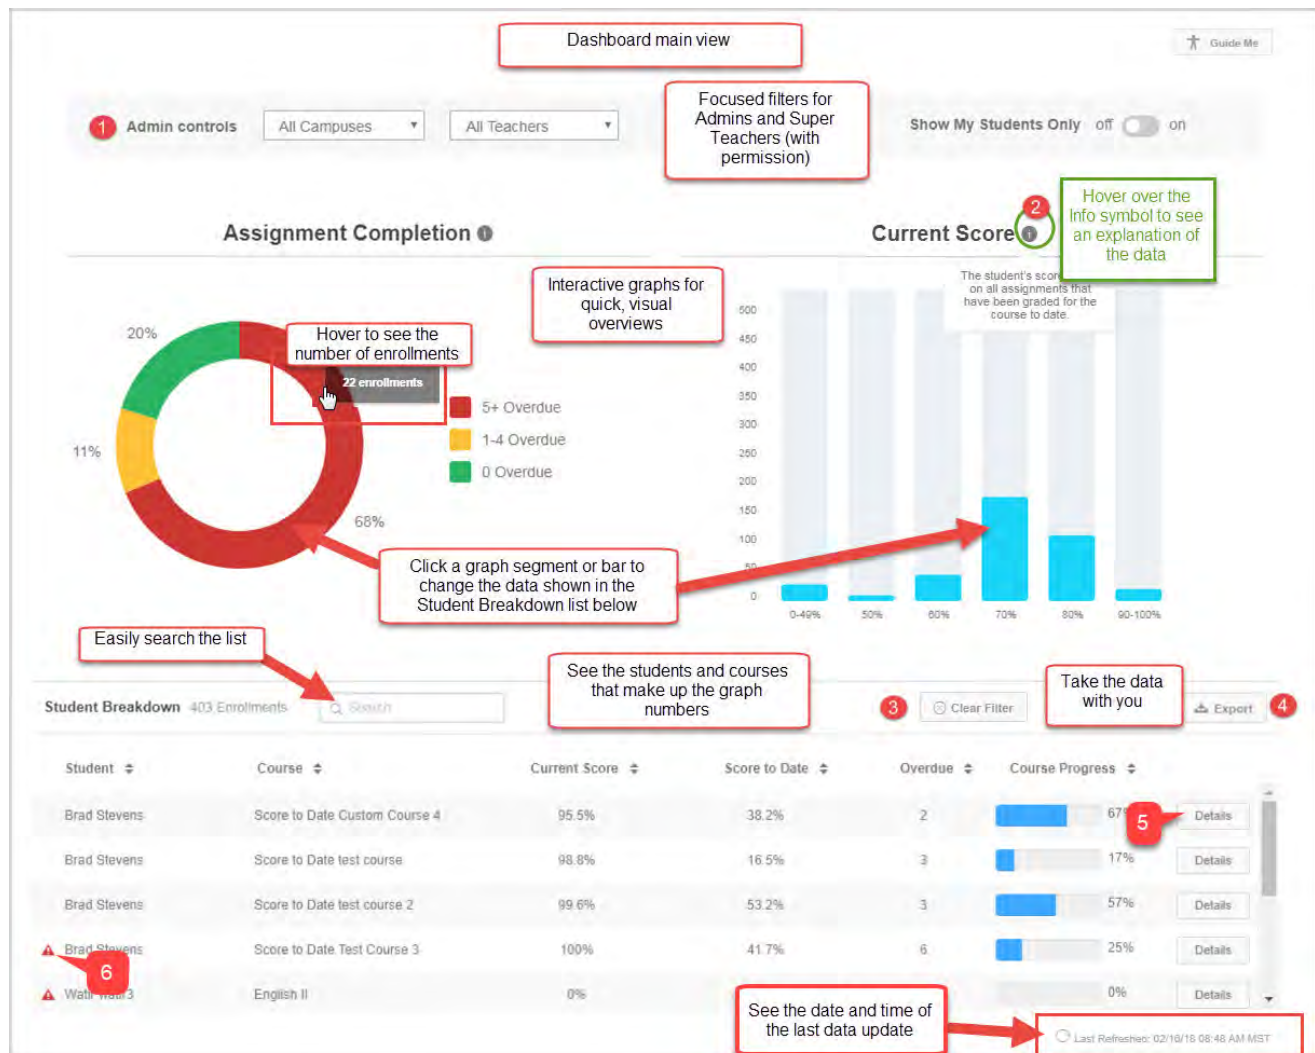 Dashboard main view
Guide Me
1 Admin controls All Campuses All Teachers
Focused filters for
Admins and Super
Teachers (with
permission)
Show My Students Only off on
Assignment Completion
Current Score
2
Hover over the
Info symbol to see
an explanation of
the data
The student's score
on all assignments that
have been graded for the
course to date.
Interactive graphs for
quick, visual
overviews
Hover to see the
number of enrollments
22 enrollments
20%
11%
68%
5+ Overdue
1-4 Overdue
0 Overdue
500
450
400
350
300
250
200
150
100
50
0
0-49% 50% 60% 70% 80% 90-100%
Click a graph segment or bar to
change the data shown in the
Student Breakdown list below
Easily search the list
See the students and courses
that make up the graph
numbers
Take the data
with you
Student Breakdown 403 Enrollments Search
3 Clear Filter
Export 4
Student Course Current Score Score to Date Overdue Course Progress
Brad Stevens Score to Date Custom Course 4 95.5% 38.2% 2 67% 5 Details
Brad Stevens Score to Date test course 98.8% 16.5% 3 17% Details
Brad Stevens Score to Date test course 2 99.6% 53.2% 3 57% Details
Brad Stevens Score to Date Test Course 3 100% 41.7% 6 25% Details
6
English II 0% 0% Details
See the date and time of
the last data update
Last Refreshed: 02/16/16 08:46 AM MST